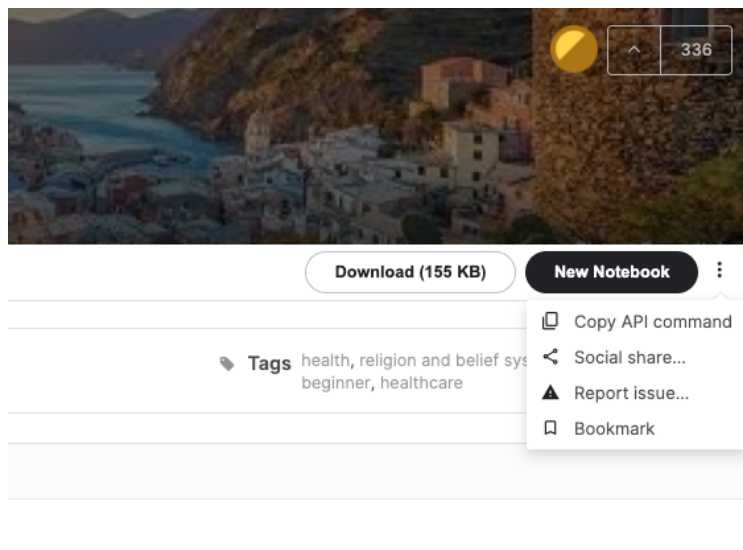 336
Download (155 KB)
New Notebook
Copy API command
Social share...
Report issue...
Bookmark
Tags
health, religion and belief sys
beginner, healthcare